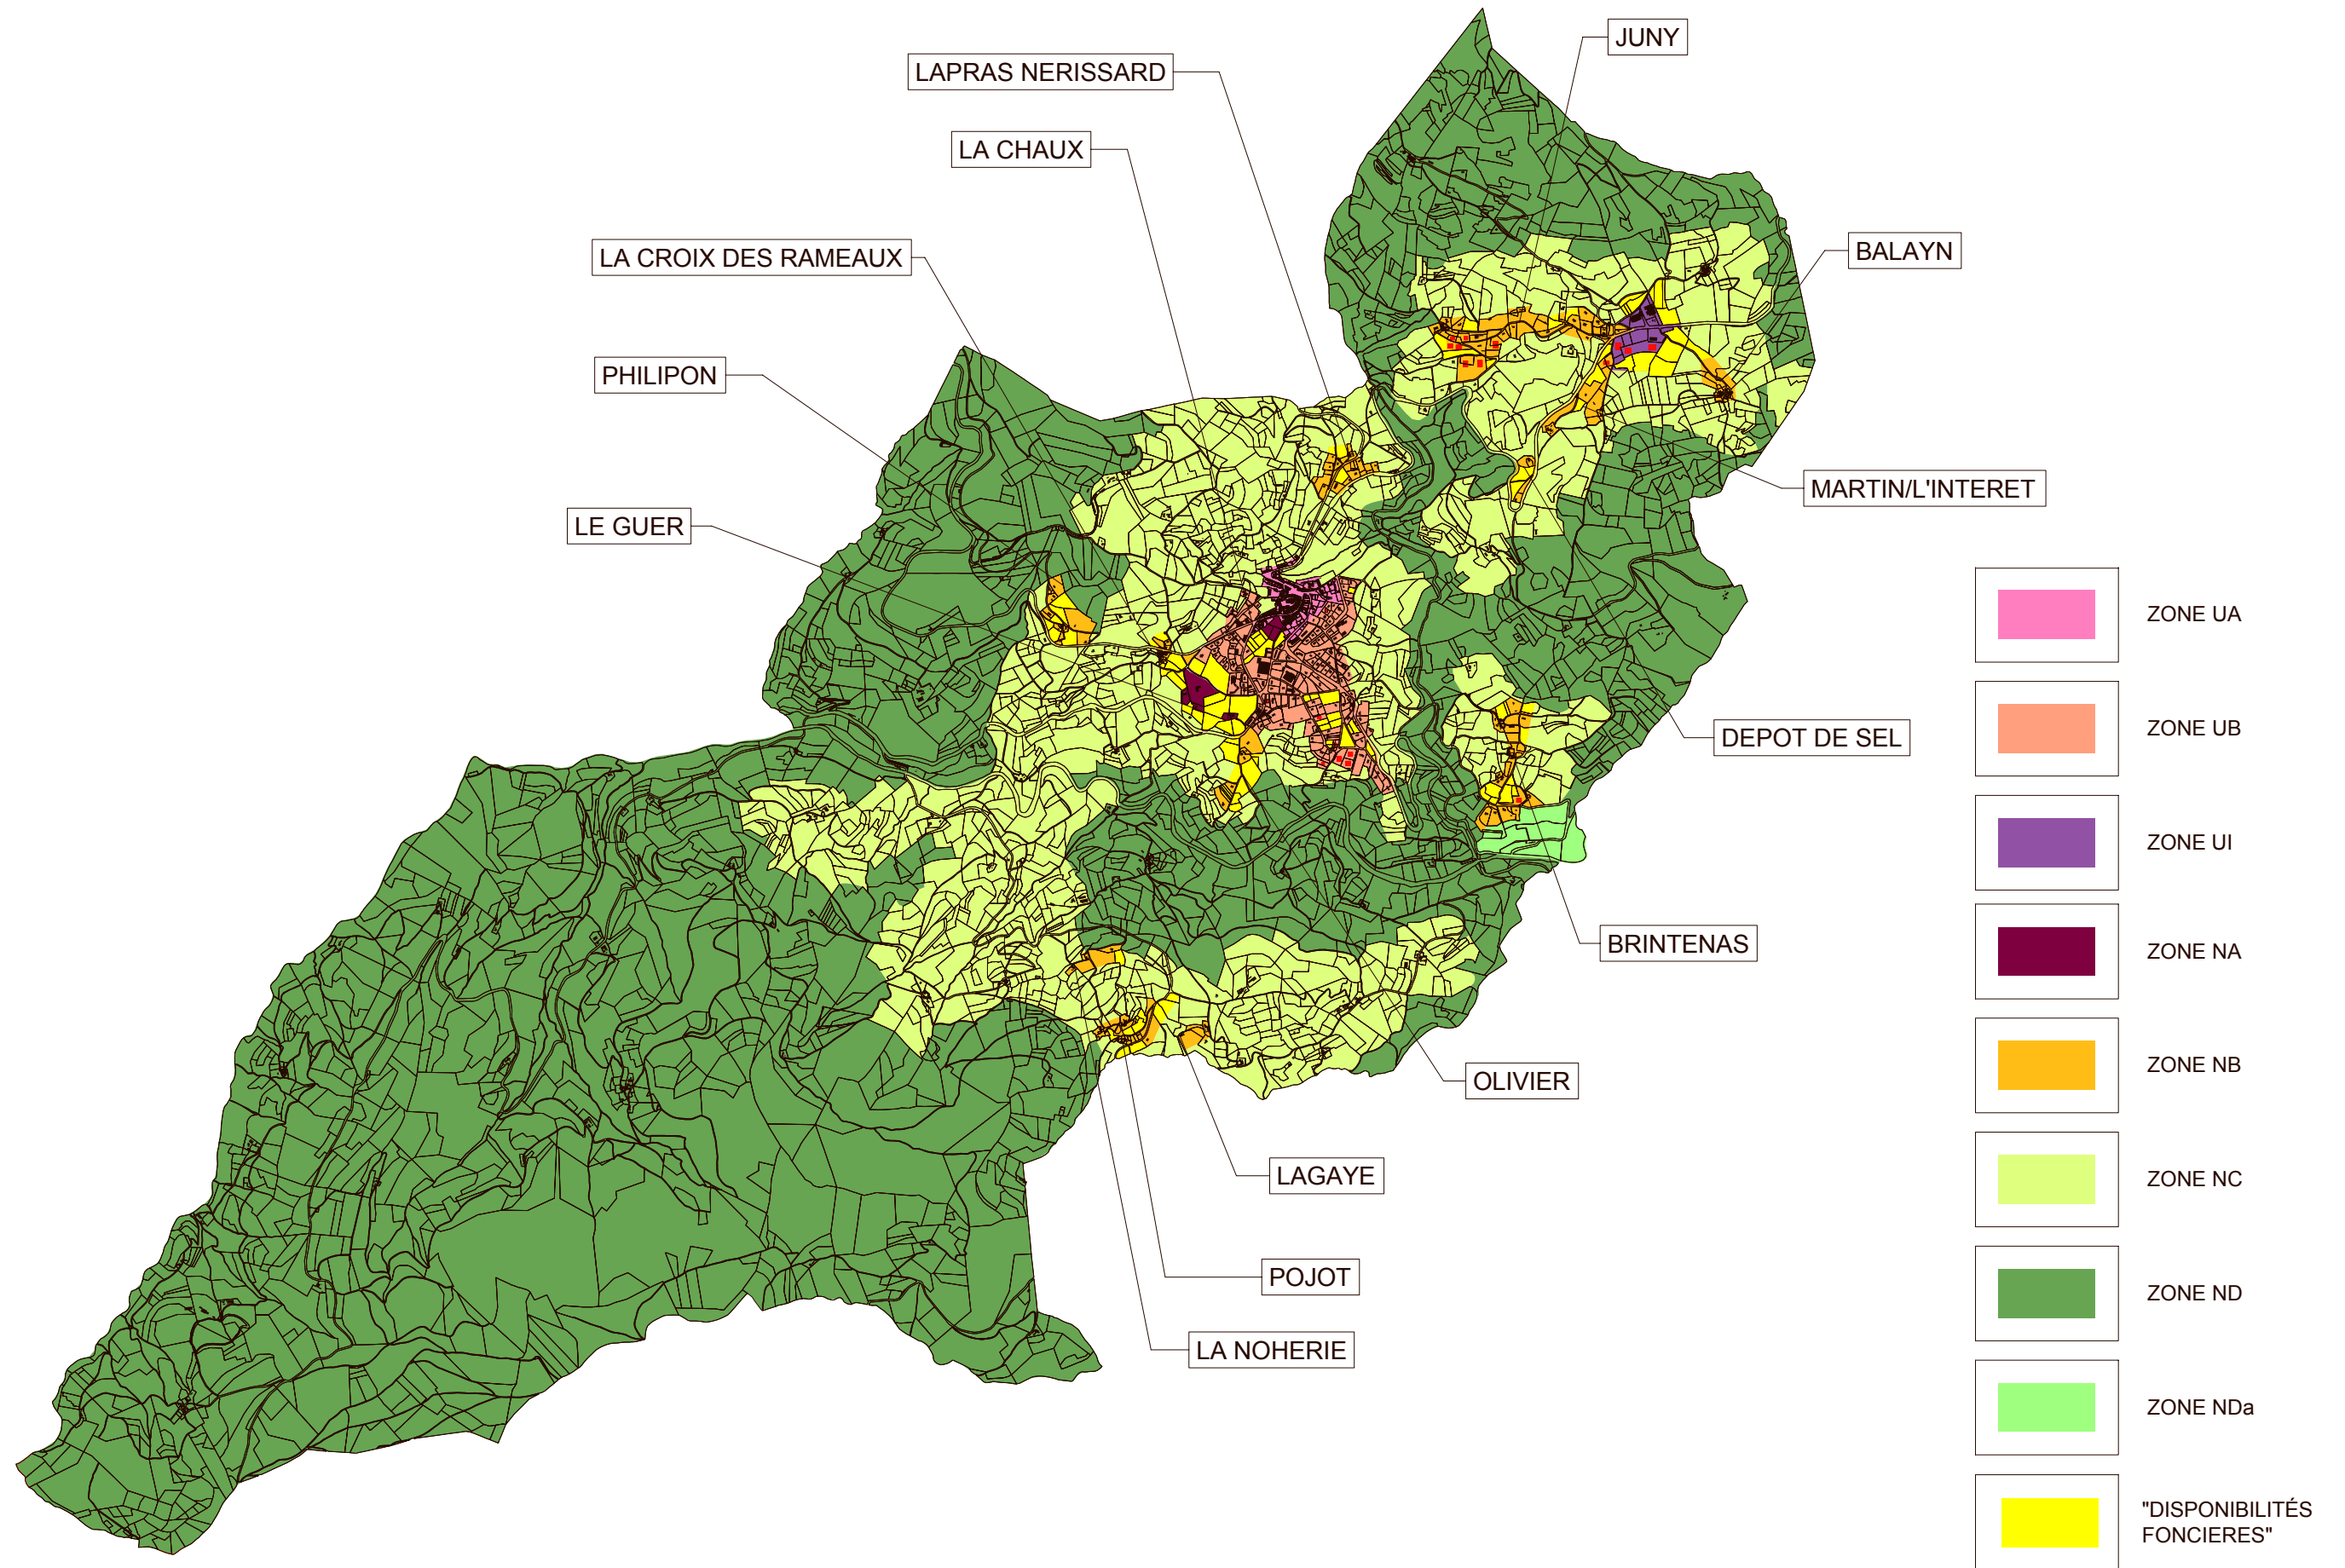 JUNY
LAPRAS NERISSARD
LA CHAUX
LA CROIX DES RAMEAUX
BALAYN
PHILIPON
LE GUER
MARTIN/L'INTERET
DEPOT DE SEL
BRINTENAS
OLIVIER
LAGAYE
POJOT
LA NOHERIE
ZONE UA
ZONE UB
ZONE UI
ZONE NA
ZONE NB
ZONE NC
ZONE ND
ZONE NDa
"DISPONIBILITÉS
FONCIERES"